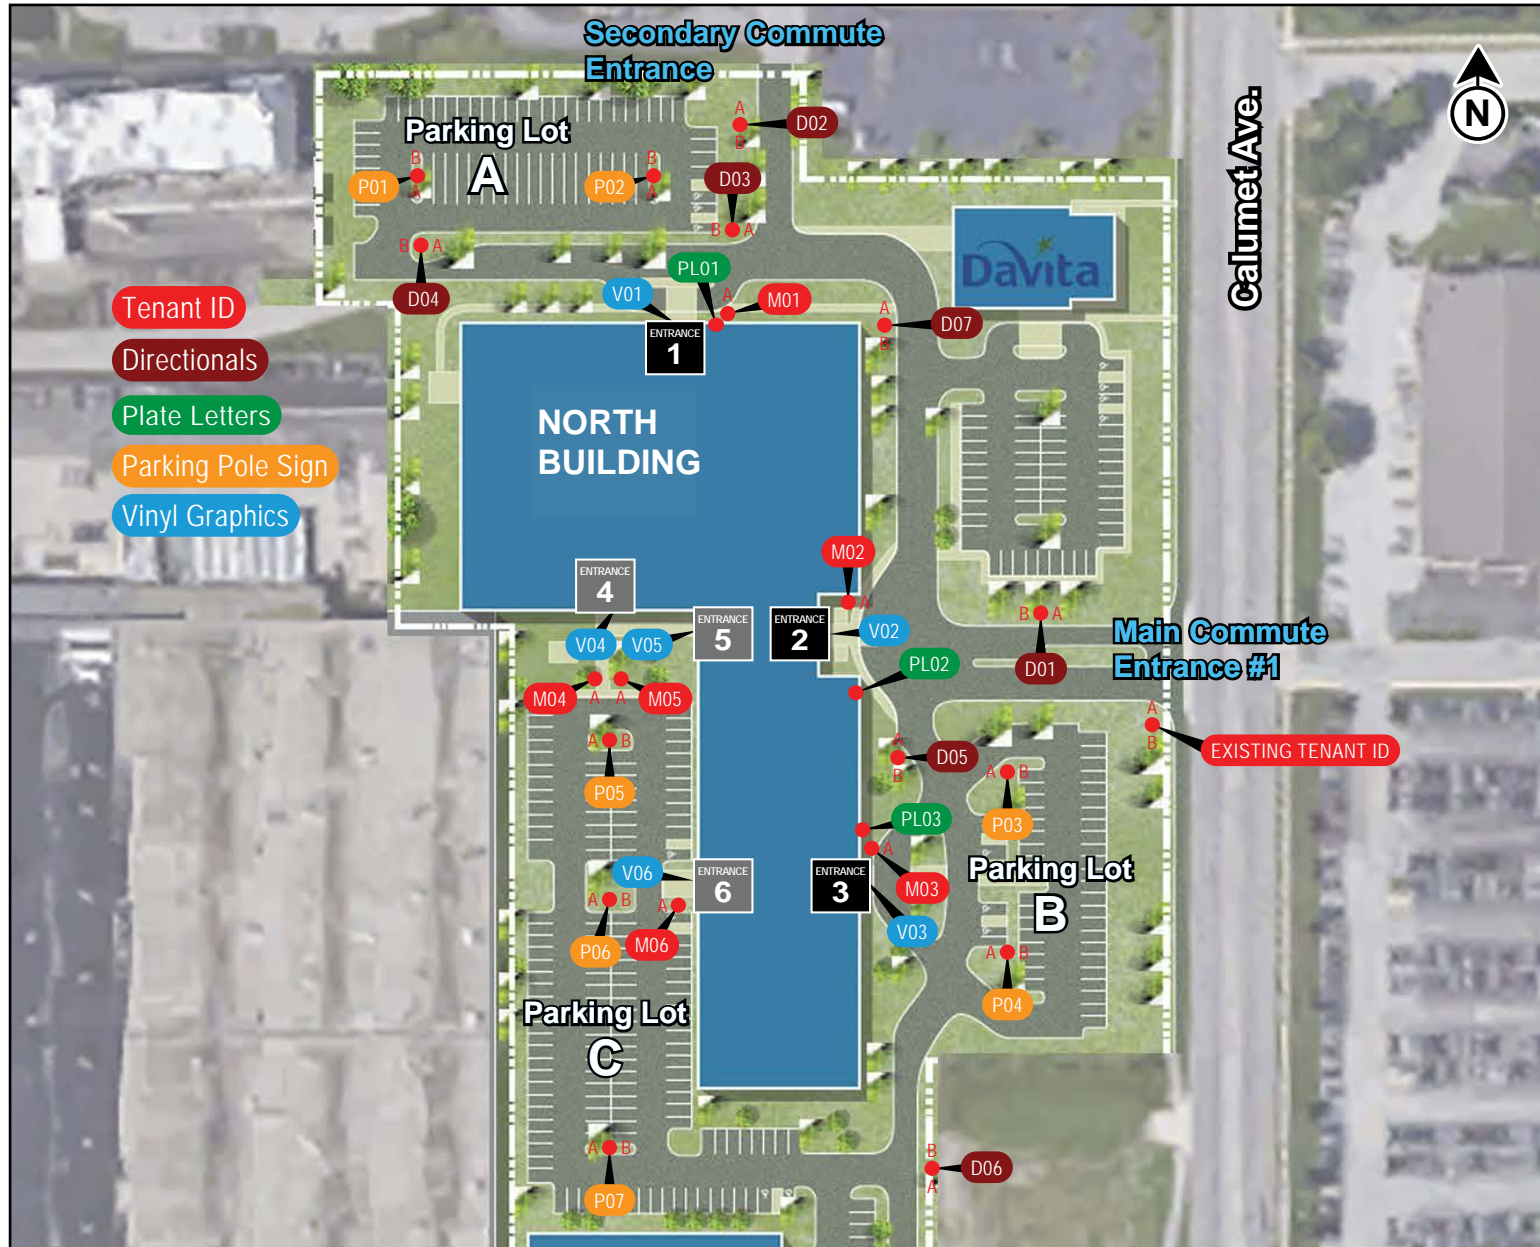 Secondary Commute
Entrance
N
Calumet Ave.
A
D02
B
Parking Lot
A
B
P01
A
B
P02
A
D03
B A
B A
D04
DaVita
PL01
V01
A
M01
A
D07
B
ENTRANCE
1
Tenant ID
Directionals
Plate Letters
Parking Pole Sign
Vinyl Graphics
NORTH
BUILDING
M02
A
ENTRANCE
4
V04
V05
ENTRANCE
5
ENTRANCE
2
V02
B A
D01
Main Commute
Entrance #1
PL02
M04
A
A
M05
A
B
EXISTING TENANT ID
A B
P05
A
D05
B
A B
P03
PL03
A
M03
V06
ENTRANCE
6
ENTRANCE
3
V03
Parking Lot
B
A B
P06
A
M06
A B
P04
Parking Lot
C
A B
P07
B
D06
A